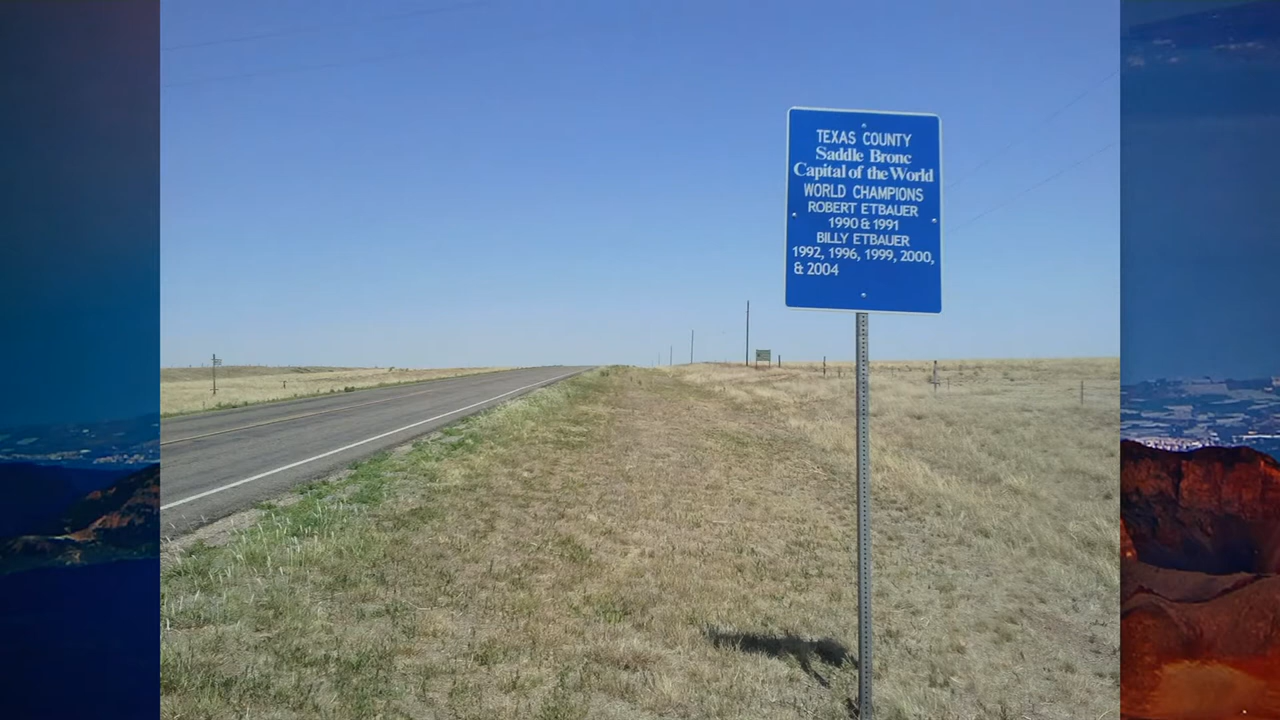 TEXAS COUNTY
Saddle Bronc
Capital of the World
WORLD CHAMPIONS
ROBERT ETBAUER
1990 & 1991
BILLY ETBAUER
1992, 1996, 1999, 2000,
& 2004